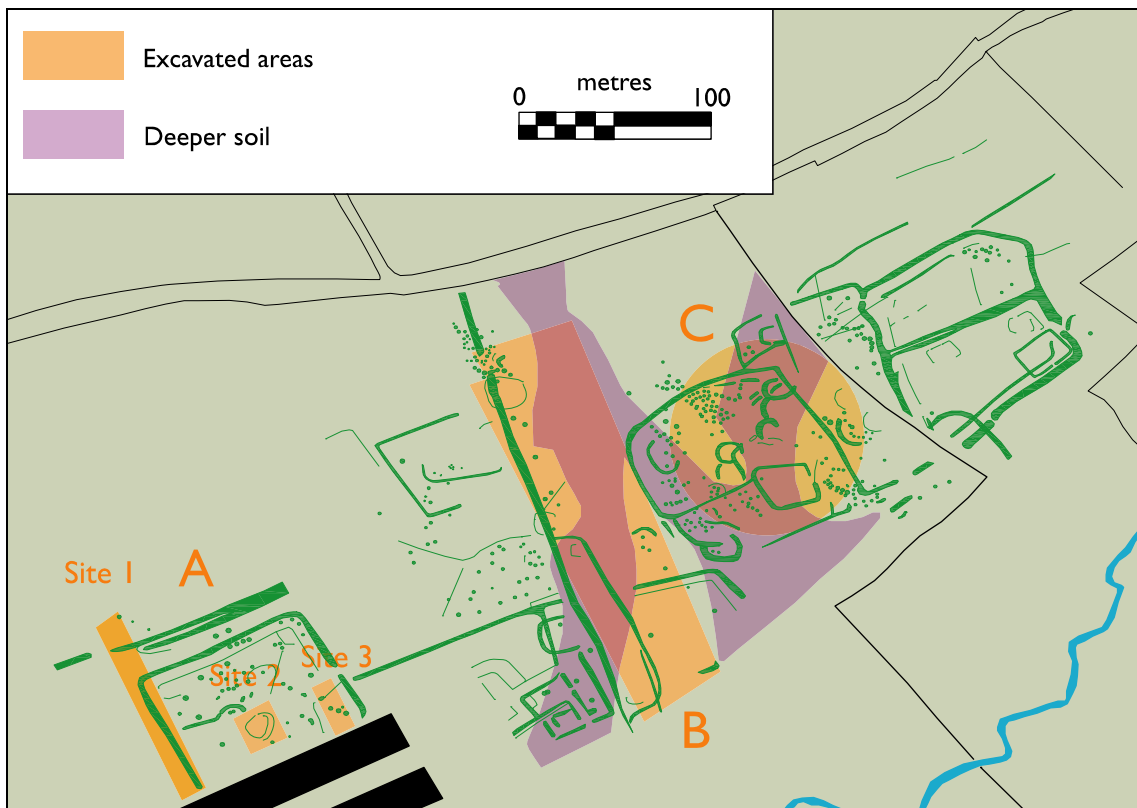 Excavated areas
metres
0 100
Deeper soil
C
Site 1 A
Site 3
Site 2
B